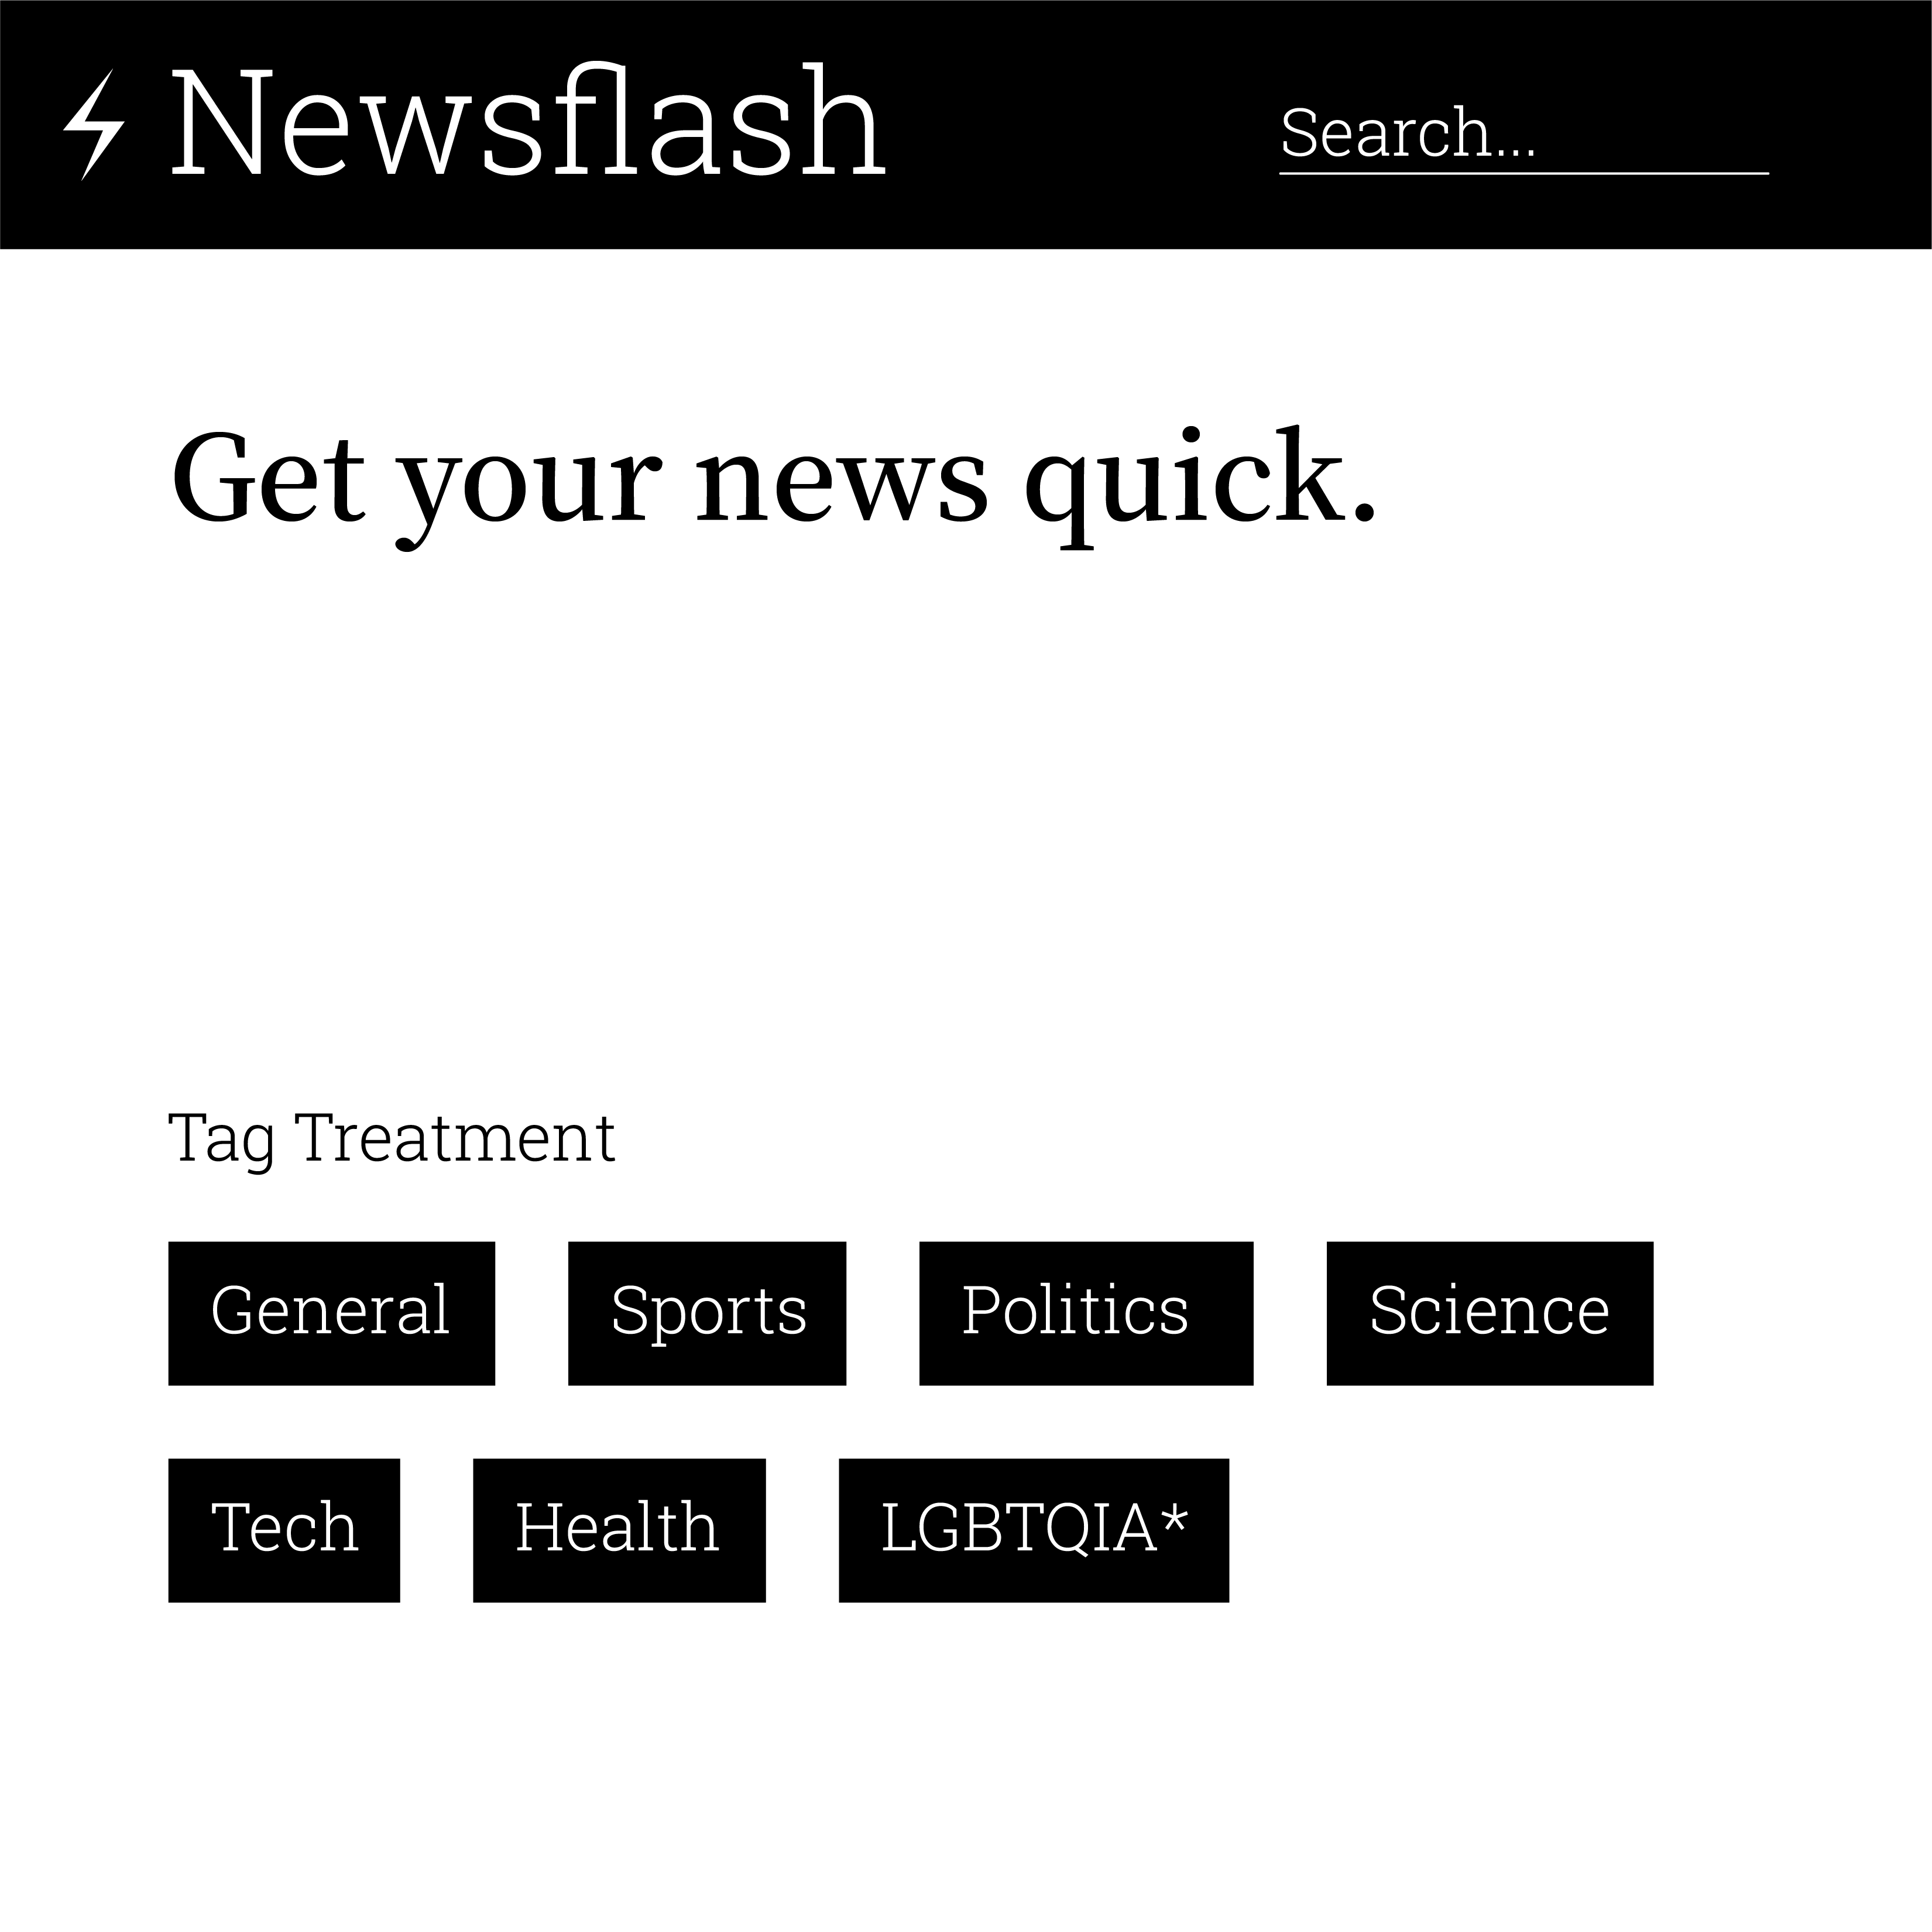 Newsflash
Search...
Get your news quick.
Tag Treatment
General Sports Politics Science
Tech Health LGBTQIA*